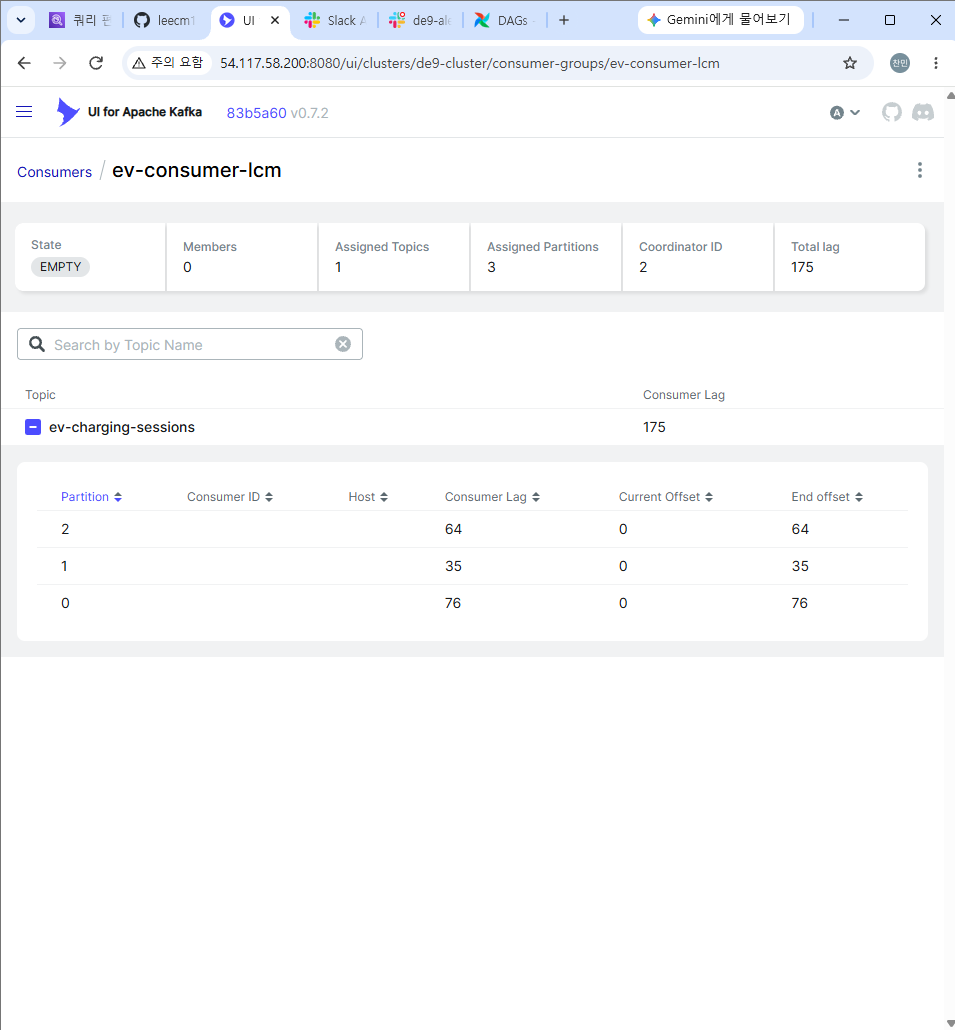 쿼리 편
leecm1
UI
Slack A
de9-ale
DAGs
Gemini에게 물어보기
주의 요함
54.117.58.200:8080/ui/clusters/de9-cluster/consumer-groups/ev-consumer-lcm
찬민
UI for Apache Kafka
83b5a60 v0.7.2
A
Consumers / ev-consumer-lcm
State Members Assigned Topics Assigned Partitions Coordinator ID Total lag
EMPTY 0 1 3 2 175
Search by Topic Name
Topic Consumer Lag
ev-charging-sessions 175
Partition Consumer ID Host Consumer Lag Current Offset End offset
2 64 0 64
1 35 0 35
0 76 0 76